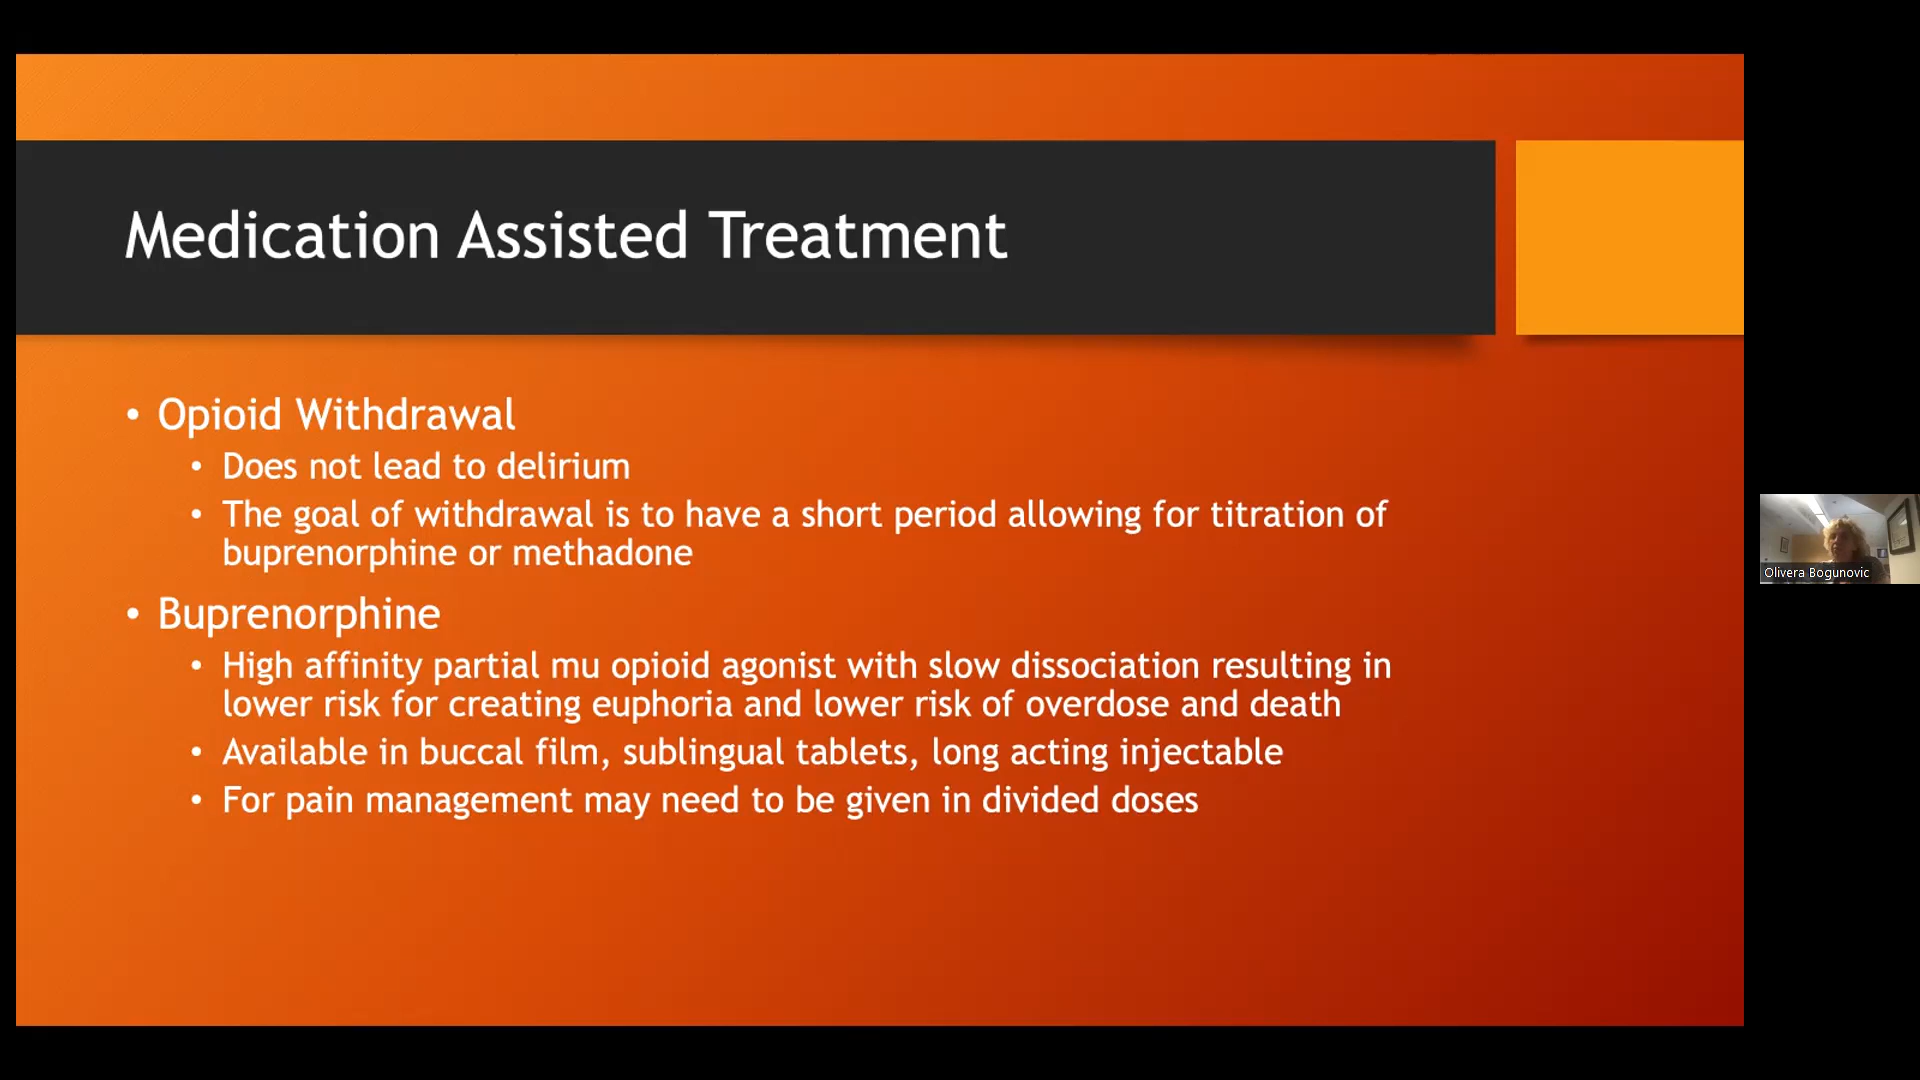 Medication Assisted Treatment
• Opioid Withdrawal
• Does not lead to delirium
• The goal of withdrawal is to have a short period allowing for titration of
buprenorphine or methadone
• Buprenorphine
• High affinity partial mu opioid agonist with slow dissociation resulting in
lower risk for creating euphoria and lower risk of overdose and death
• Available in buccal film, sublingual tablets, long acting injectable
• For pain management may need to be given in divided doses
Olivera Bogunovic